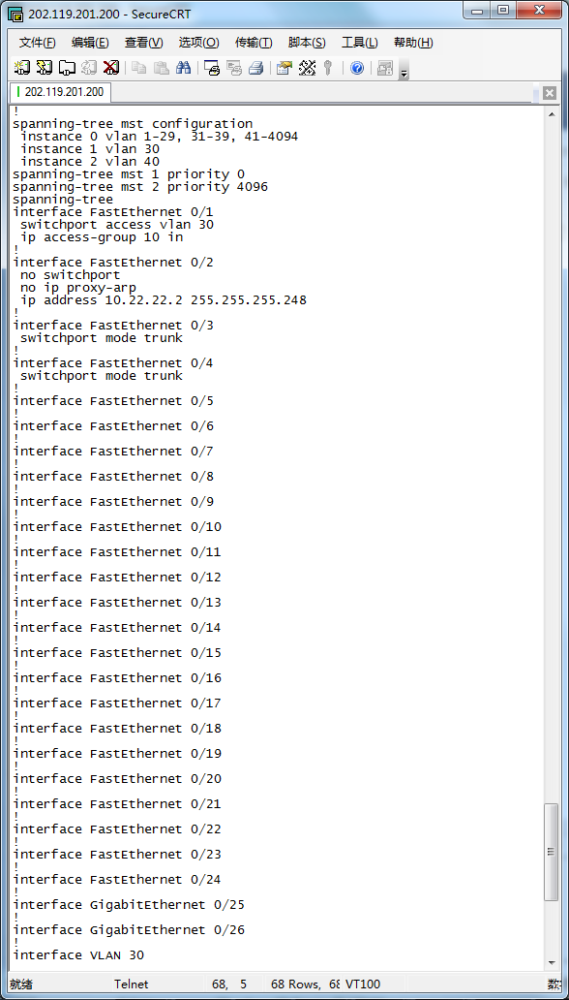 202.119.201.200 - SecureCRT
文件(F) 编辑(E) 查看(V) 选项(O) 传输(T) 脚本(S) 工具(L) 帮助(H)
202.119.201.200
!
spanning-tree mst configuration
 instance 0 vlan 1-29, 31-39, 41-4094
 instance 1 vlan 30
 instance 2 vlan 40
spanning-tree mst 1 priority 0
spanning-tree mst 2 priority 4096
spanning-tree
interface FastEthernet 0/1
 switchport access vlan 30
 ip access-group 10 in
!
interface FastEthernet 0/2
 no switchport
 no ip proxy-arp
 ip address 10.22.22.2 255.255.255.248
!
interface FastEthernet 0/3
 switchport mode trunk
!
interface FastEthernet 0/4
 switchport mode trunk
!
interface FastEthernet 0/5
!
interface FastEthernet 0/6
!
interface FastEthernet 0/7
!
interface FastEthernet 0/8
!
interface FastEthernet 0/9
!
interface FastEthernet 0/10
!
interface FastEthernet 0/11
!
interface FastEthernet 0/12
!
interface FastEthernet 0/13
!
interface FastEthernet 0/14
!
interface FastEthernet 0/15
!
interface FastEthernet 0/16
!
interface FastEthernet 0/17
!
interface FastEthernet 0/18
!
interface FastEthernet 0/19
!
interface FastEthernet 0/20
!
interface FastEthernet 0/21
!
interface FastEthernet 0/22
!
interface FastEthernet 0/23
!
interface FastEthernet 0/24
!
interface GigabitEthernet 0/25
!
interface GigabitEthernet 0/26
!
interface VLAN 30
就绪 Telnet 68, 5 68 Rows, 68 VT100 数